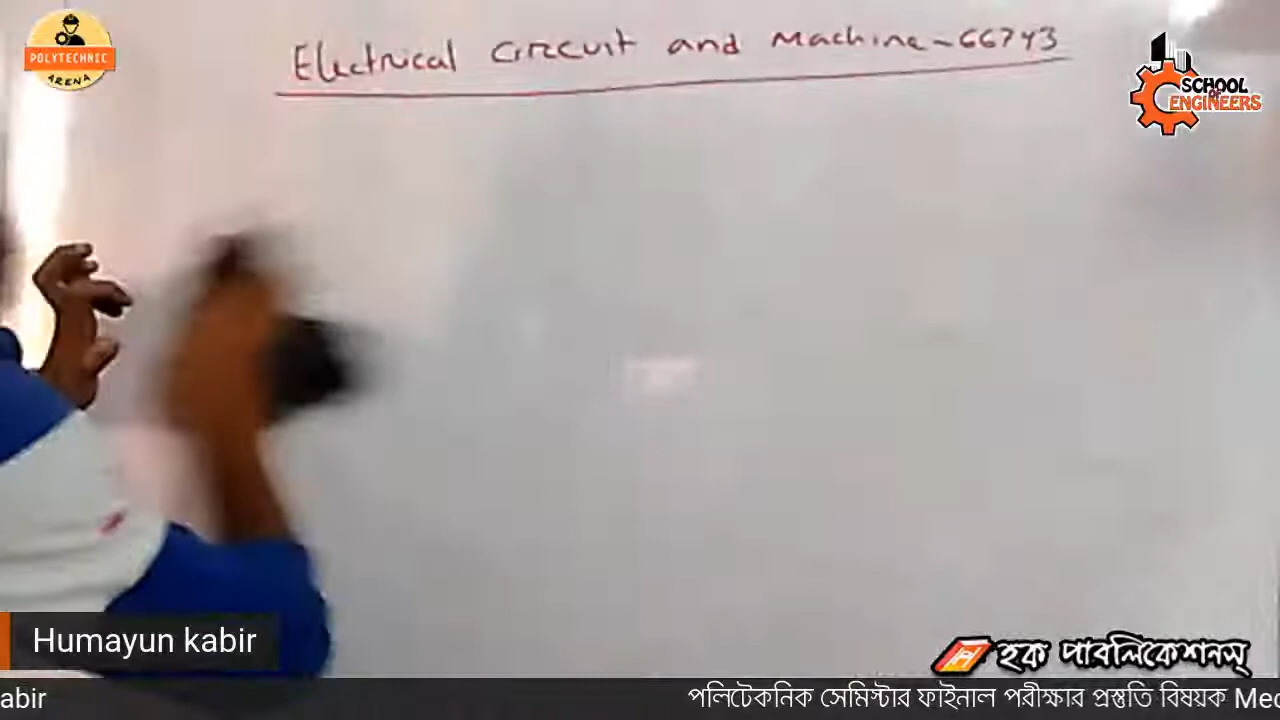 POLYTECHNIC
ARENA
Electrical Circuit and Machine-66743
SCHOOL
OF
ENGINEERS
Humayun kabir
হক পাবলিকেশনস্
abir
পলিটেকনিক সেমিস্টার ফাইনাল পরীক্ষার প্রস্তুতি বিষয়ক Med